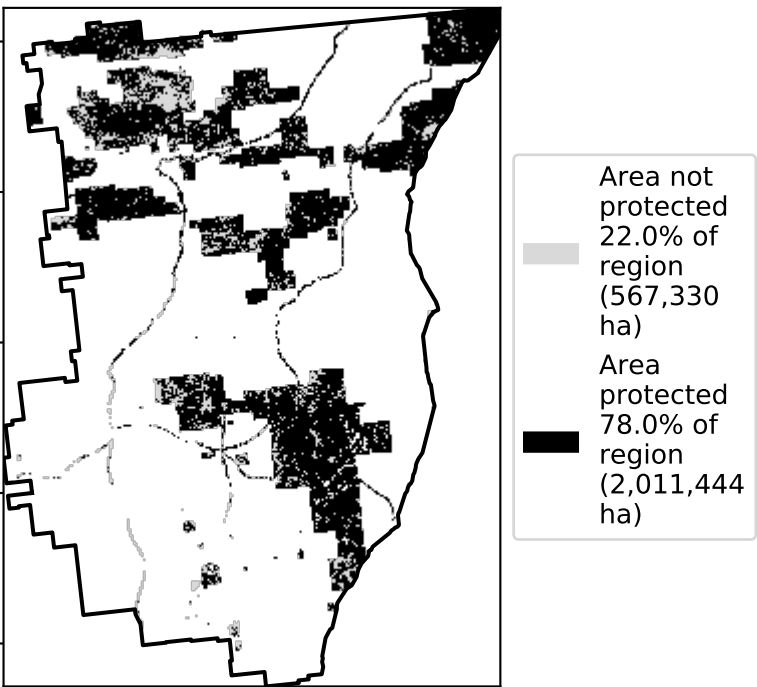 Area not
protected
22.0% of
region
(567,330
ha)
Area
protected
78.0% of
region
(2,011,444
ha)